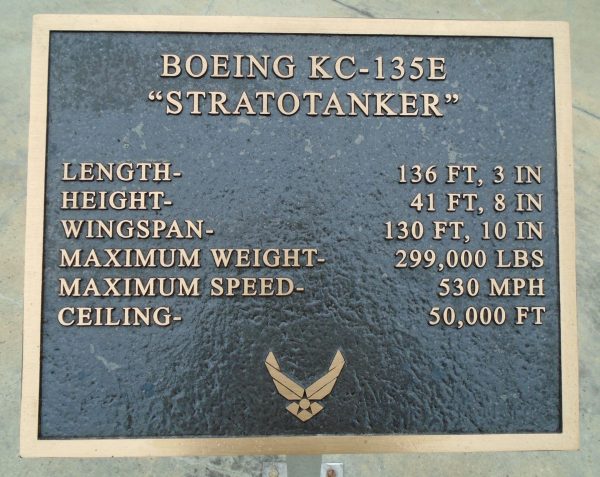 BOEING KC-135E
“STRATOTANKER”
LENGTH- 136 FT, 3 IN
HEIGHT- 41 FT, 8 IN
WINGSPAN- 130 FT, 10 IN
MAXIMUM WEIGHT- 299,000 LBS
MAXIMUM SPEED- 530 MPH
CEILING- 50,000 FT